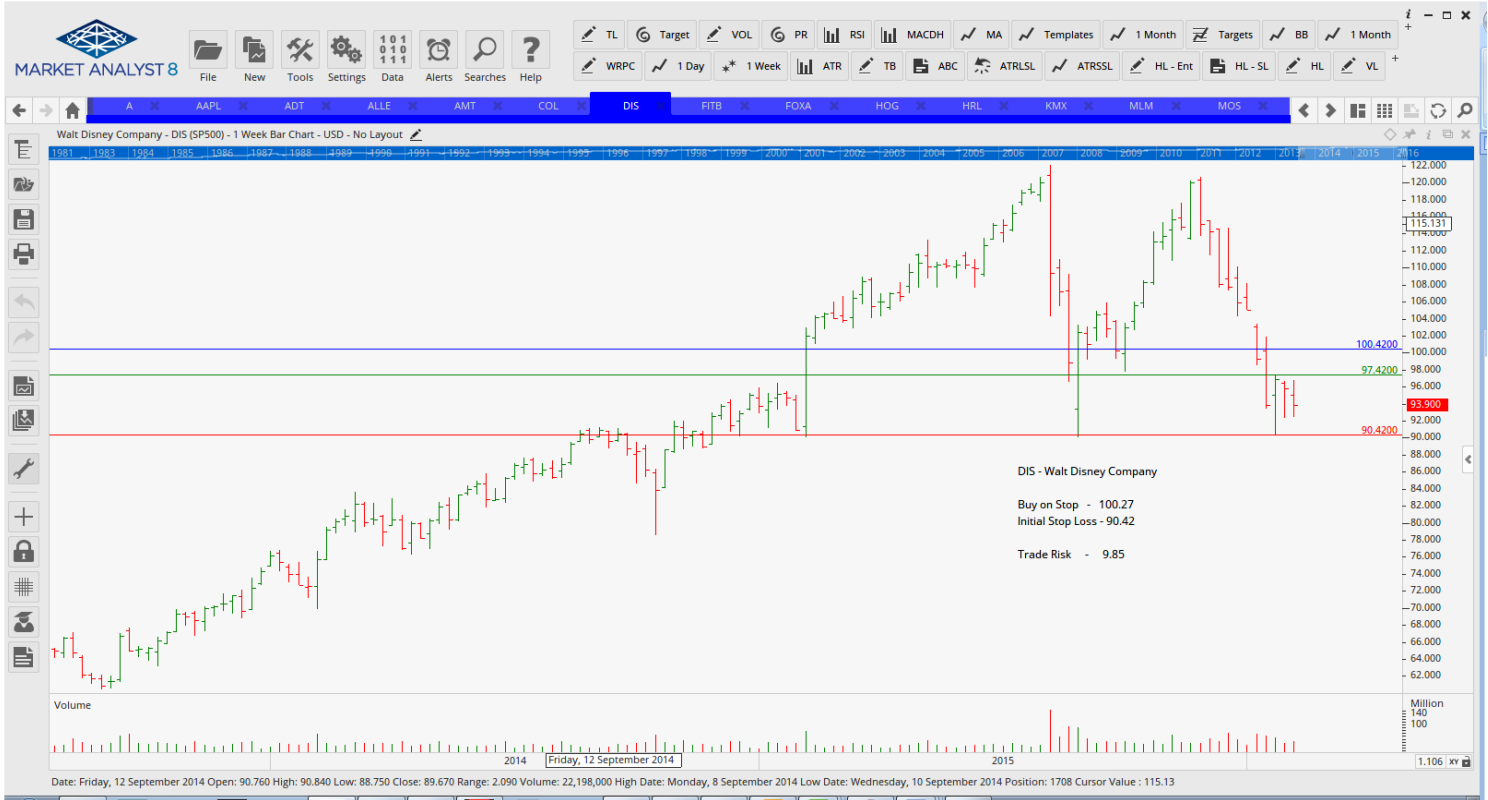 TL Target VOL PR RSI MACDH MA Templates 1 Month Targets BB 1 Month
MARKET ANALYST 8
File New Tools Settings Data Alerts Searches Help
WRPC 1 Day 1 Week ATR TB ABC ATRLSL ATRSSL HL - Ent HL - SL HL VL
A AAPL ADT ALLE AMT COL DIS FITB FOXA HOG HRL KMX MLM MOS
Walt Disney Company - DIS (SP500) - 1 Week Bar Chart - USD - No Layout
1981 1983 1984 1985 1986 1987 1988 1989 1990 1991 1992 1993 1994 1995 1996 1997 1998 1999 2000 2001 2002 2003 2004 2005 2006 2007 2008 2009 2010 2011 2012 2013 2014 2015 2016
122.000
120.000
118.000
116.000
115.131
114.000
112.000
110.000
108.000
106.000
104.000
102.000
100.4200
100.000
97.4200
98.000
96.000
93.900
92.000
90.4200
90.000
88.000
86.000
84.000
82.000
80.000
78.000
76.000
74.000
72.000
70.000
68.000
66.000
64.000
62.000
DIS - Walt Disney Company
Buy on Stop - 100.27
Initial Stop Loss - 90.42
Trade Risk - 9.85
Volume
Million
140
100
2014 Friday, 12 September 2014 2015
1.106 XY
Date: Friday, 12 September 2014 Open: 90.760 High: 90.840 Low: 88.750 Close: 89.670 Range: 2.090 Volume: 22,198,000 High Date: Monday, 8 September 2014 Low Date: Wednesday, 10 September 2014 Position: 1708 Cursor Value : 115.13